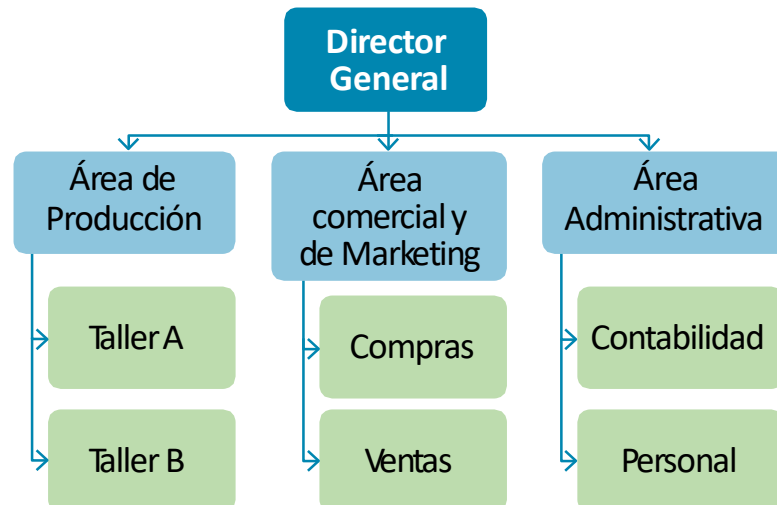 Director
General
Área de
Producción
Área
comercial y
de Marketing
Área
Administrativa
Taller A
Compras
Contabilidad
Taller B
Ventas
Personal